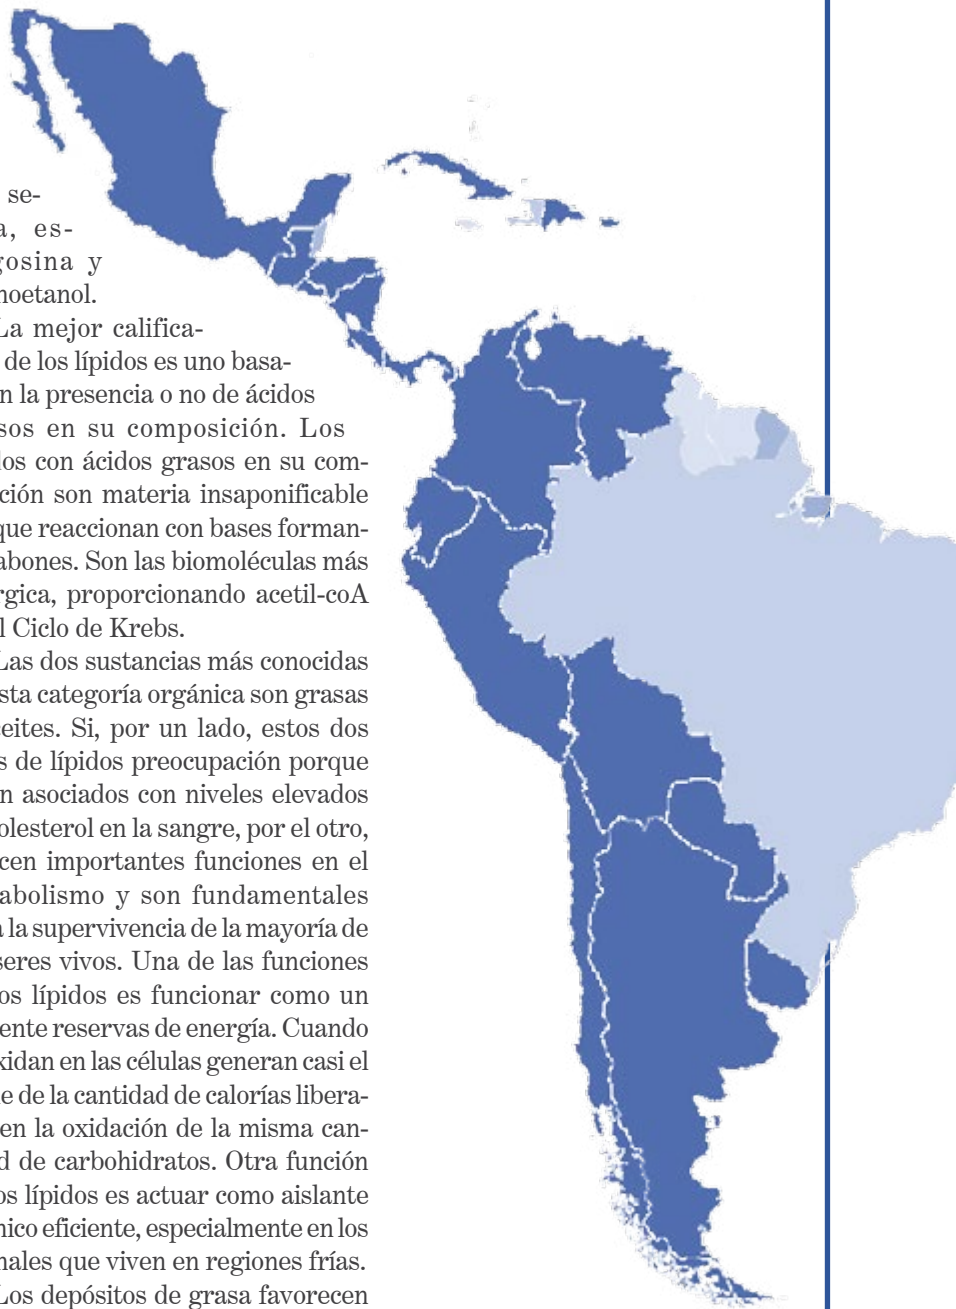 se-
a, es-
gosina y
noetanol.
La mejor califica-
de los lípidos es uno basa-
n la presencia o no de ácidos
sos en su composición. Los
los con ácidos grasos en su com-
ción son materia insaponificable
que reaccionan con bases forman-
abones. Son las biomoléculas más
rgica, proporcionando acetil-coA
l Ciclo de Krebs.
Las dos sustancias más conocidas
sta categoría orgánica son grasas
ceites. Si, por un lado, estos dos
s de lípidos preocupación porque
n asociados con niveles elevados
olesterol en la sangre, por el otro,
cen importantes funciones en el
abolismo y son fundamentales
a la supervivencia de la mayoría de
seres vivos. Una de las funciones
os lípidos es funcionar como un
ente reservas de energía. Cuando
xidan en las células generan casi el
e de la cantidad de calorías libera-
en la oxidación de la misma can-
d de carbohidratos. Otra función
os lípidos es actuar como aislante
nico eficiente, especialmente en los
nales que viven en regiones frías.
Los depósitos de grasa favorecen